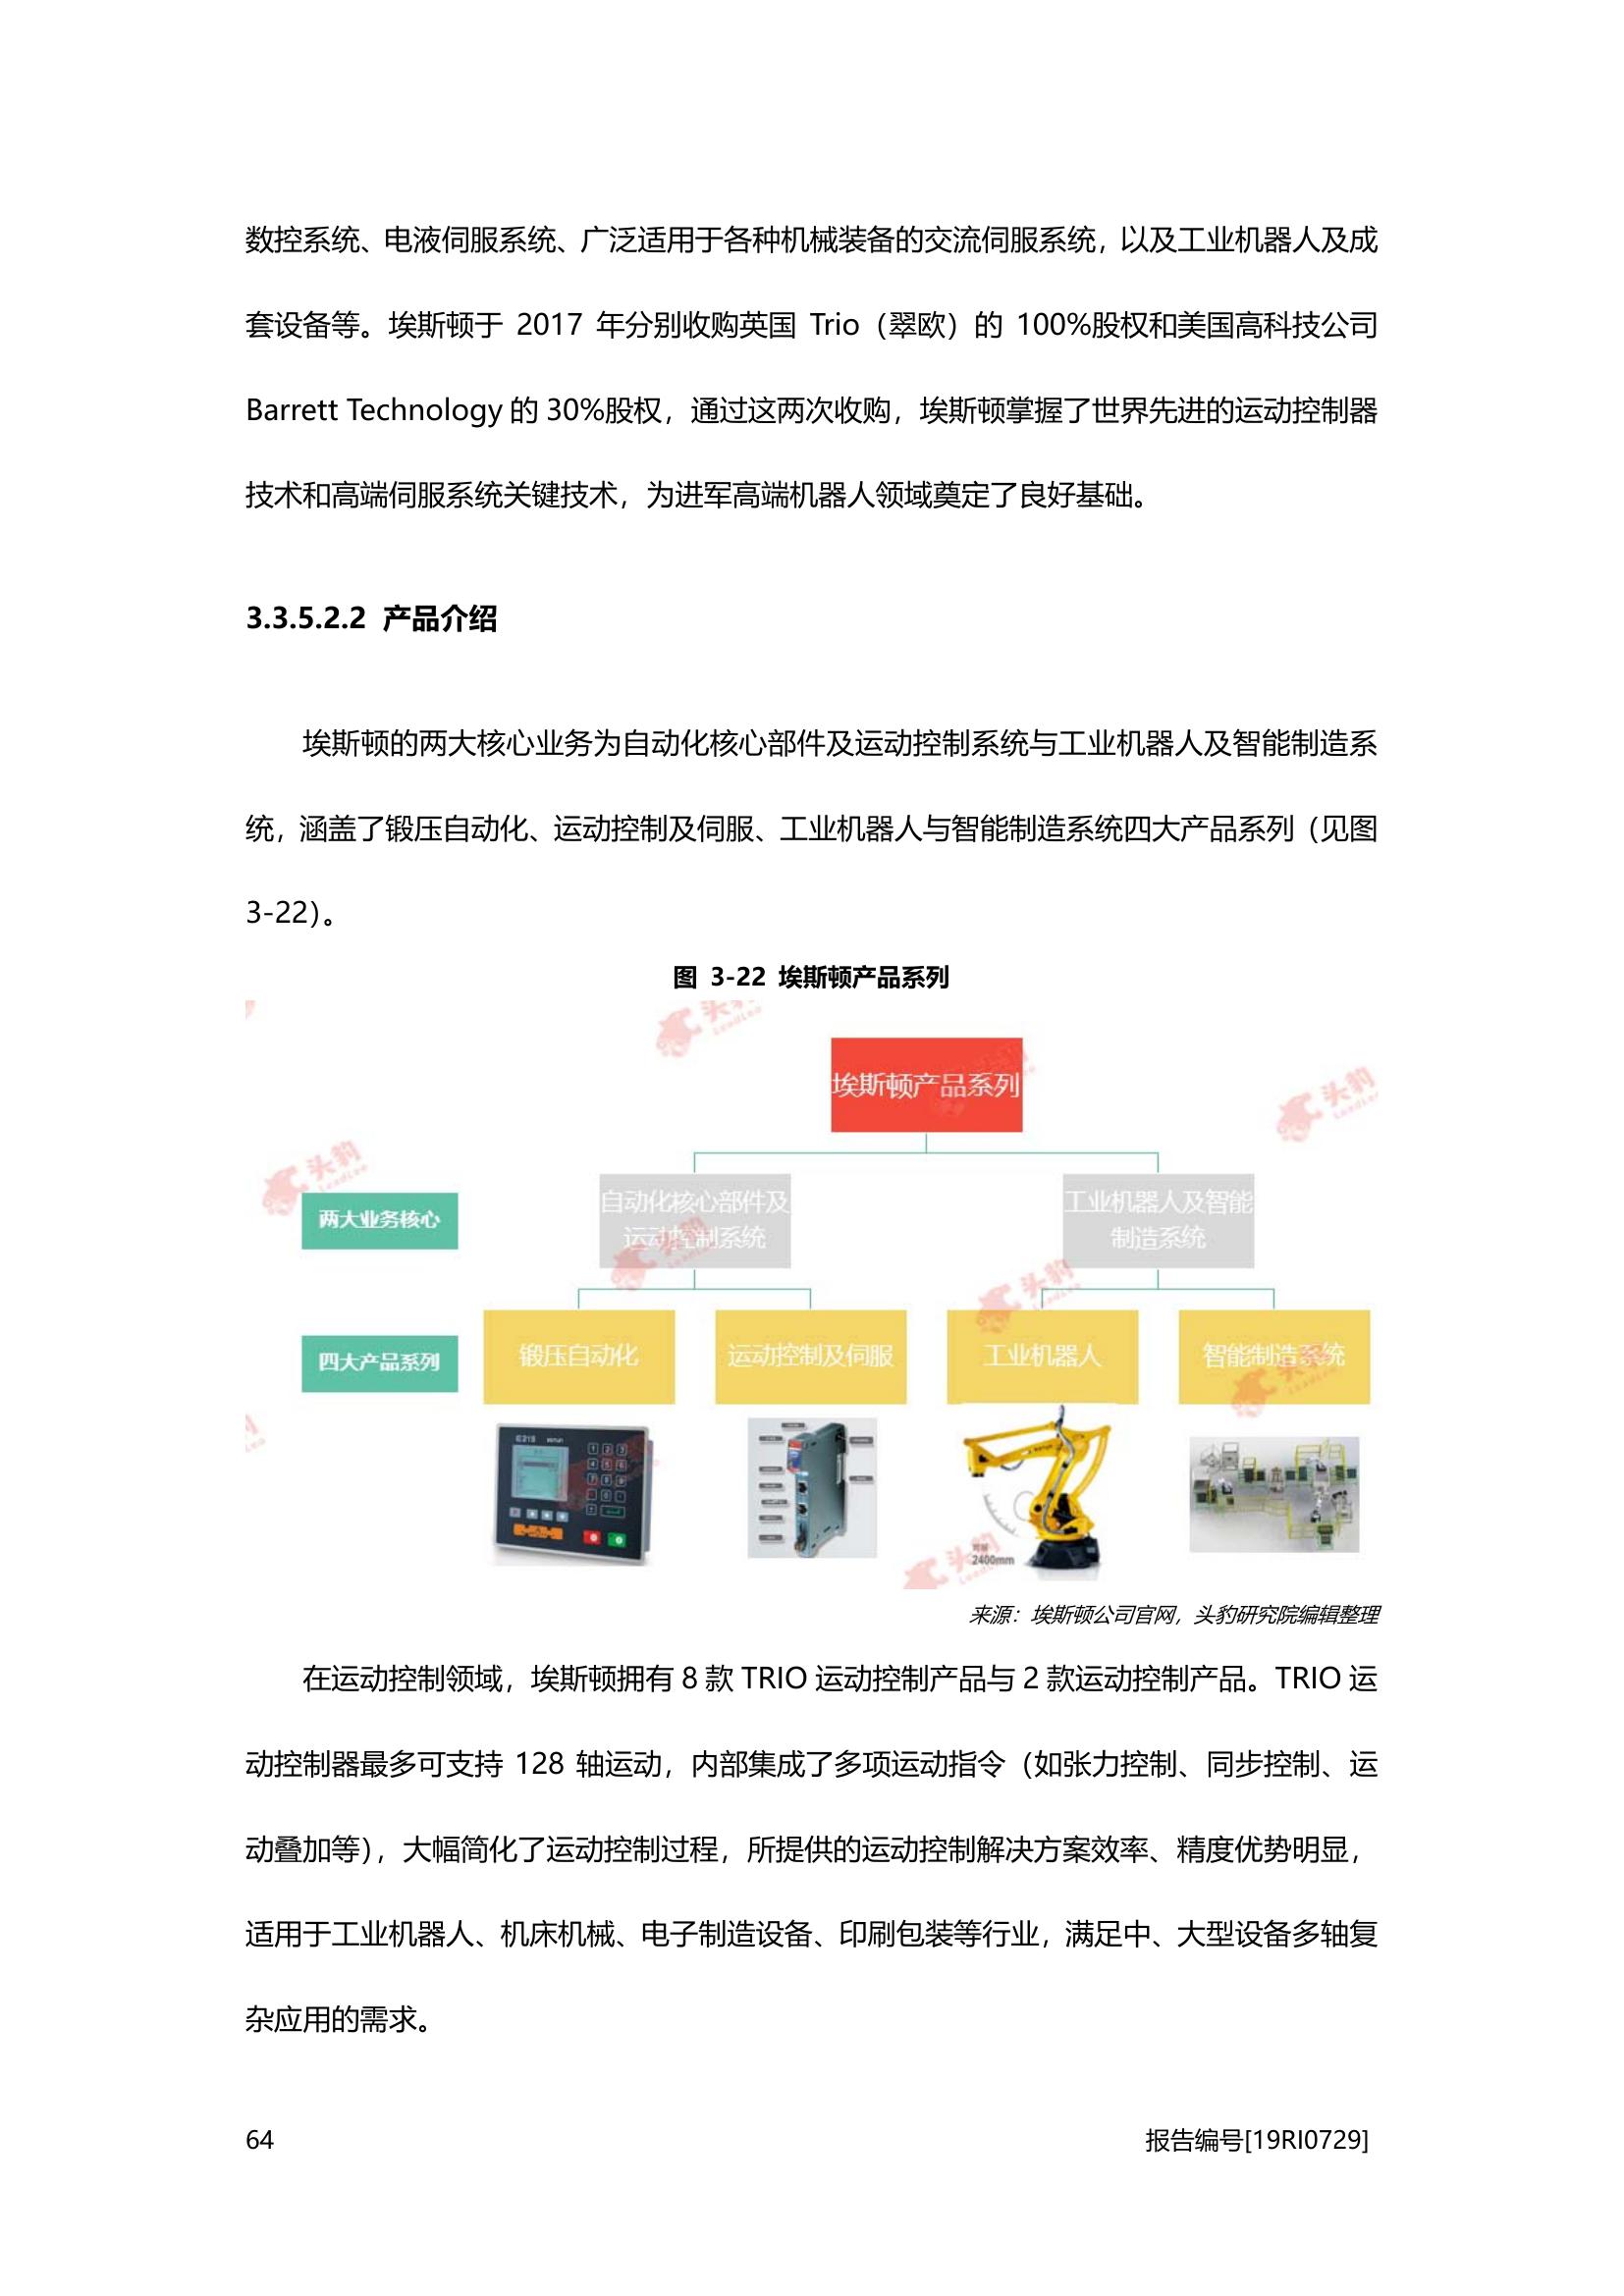 数控系统、电液伺服系统、广泛适用于各种机械装备的交流伺服系统，以及工业机器人及成
套设备等。埃斯顿于 2017 年分别收购英国 Trio（翠欧）的 100%股权和美国高科技公司
Barrett Technology 的 30%股权，通过这两次收购，埃斯顿掌握了世界先进的运动控制器
技术和高端伺服系统关键技术，为进军高端机器人领域奠定了良好基础。
3.3.5.2.2 产品介绍
埃斯顿的两大核心业务为自动化核心部件及运动控制系统与工业机器人及智能制造系
统，涵盖了锻压自动化、运动控制及伺服、工业机器人与智能制造系统四大产品系列（见图
3-22）。
图 3-22 埃斯顿产品系列
埃斯顿产品系列
两大业务核心
自动化核心部件及
运动控制系统
工业机器人及智能
制造系统
四大产品系列
锻压自动化
运动控制及伺服
工业机器人
智能制造系统
2400mm
头豹
LeadLeo
来源：埃斯顿公司官网，头豹研究院编辑整理
在运动控制领域，埃斯顿拥有 8 款 TRIO 运动控制产品与 2 款运动控制产品。TRIO 运
动控制器最多可支持 128 轴运动，内部集成了多项运动指令（如张力控制、同步控制、运
动叠加等），大幅简化了运动控制过程，所提供的运动控制解决方案效率、精度优势明显，
适用于工业机器人、机床机械、电子制造设备、印刷包装等行业，满足中、大型设备多轴复
杂应用的需求。
64
报告编号[19RI0729]